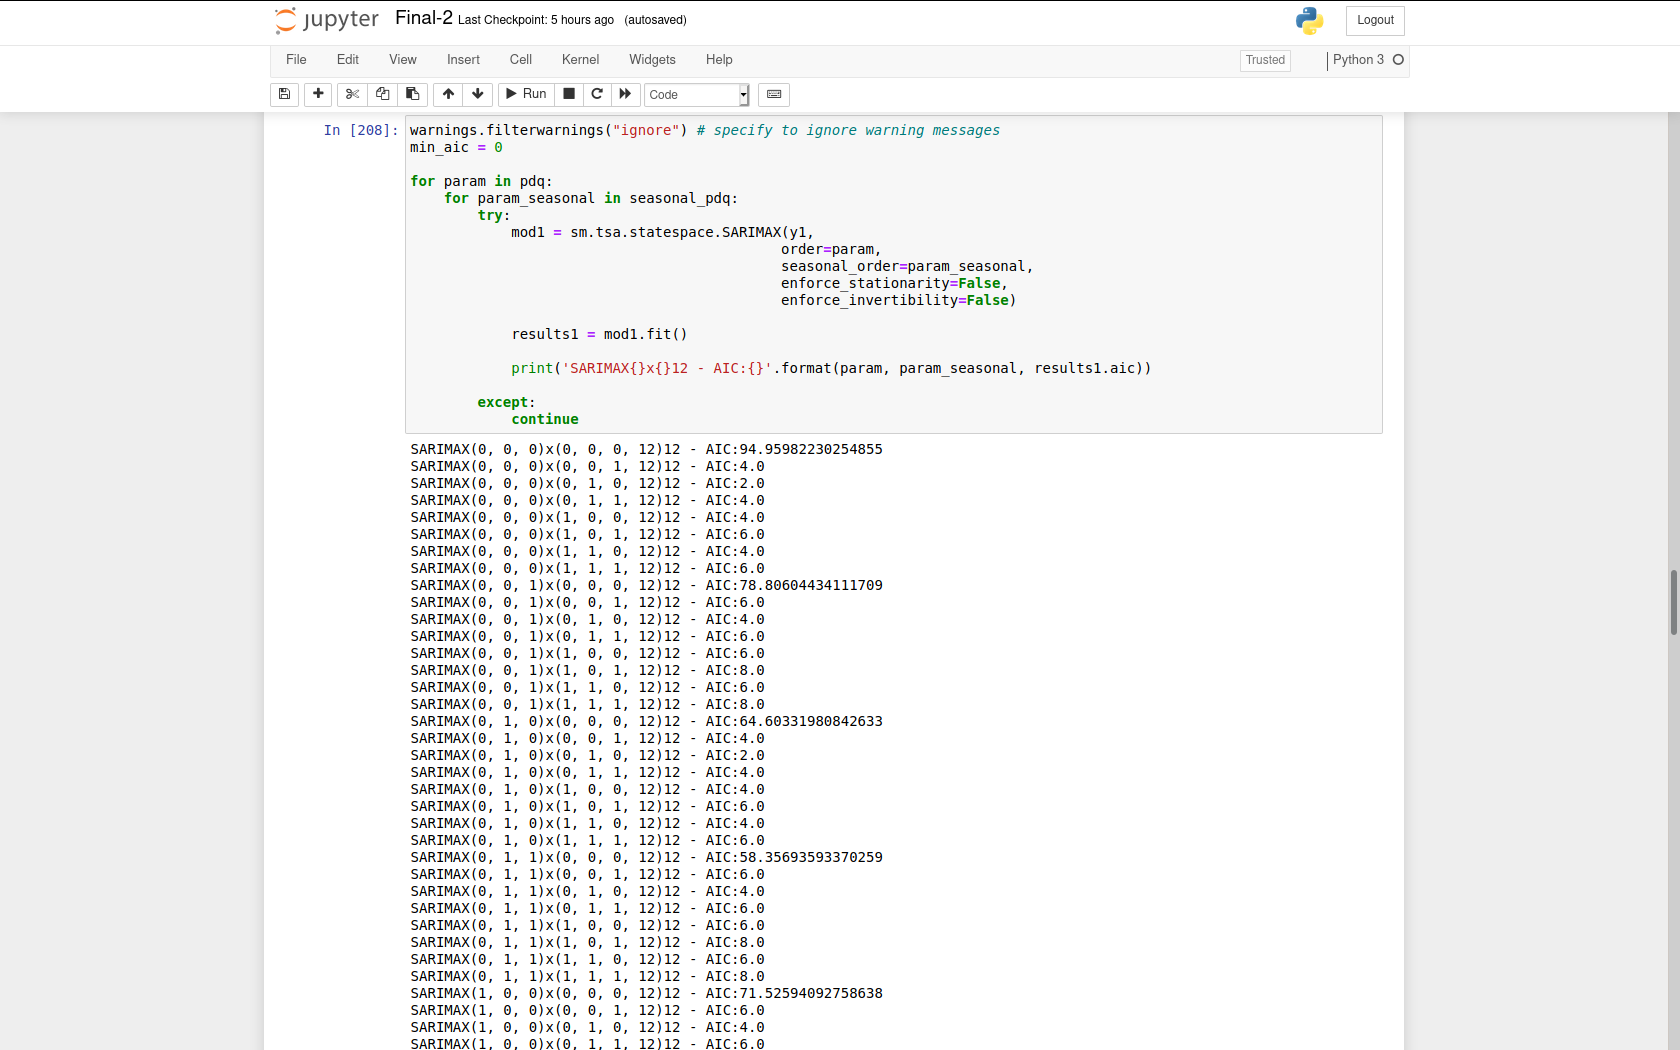 jupyter Final-2 Last Checkpoint: 5 hours ago (autosaved) Logout
File Edit View Insert Cell Kernel Widgets Help Trusted Python 3
Run Code
In [208]: warnings.filterwarnings("ignore") # specify to ignore warning messages
min_aic = 0
for param in pdq:
    for param_seasonal in seasonal_pdq:
        try:
            mod1 = sm.tsa.statespace.SARIMAX(y1,
                                            order=param,
                                            seasonal_order=param_seasonal,
                                            enforce_stationarity=False,
                                            enforce_invertibility=False)
            results1 = mod1.fit()
            print('SARIMAX{}x{}12 - AIC:{}'.format(param, param_seasonal, results1.aic))
        except:
            continue
SARIMAX(0, 0, 0)x(0, 0, 0, 12)12 - AIC:94.95982230254855
SARIMAX(0, 0, 0)x(0, 0, 1, 12)12 - AIC:4.0
SARIMAX(0, 0, 0)x(0, 1, 0, 12)12 - AIC:2.0
SARIMAX(0, 0, 0)x(0, 1, 1, 12)12 - AIC:4.0
SARIMAX(0, 0, 0)x(1, 0, 0, 12)12 - AIC:4.0
SARIMAX(0, 0, 0)x(1, 0, 1, 12)12 - AIC:6.0
SARIMAX(0, 0, 0)x(1, 1, 0, 12)12 - AIC:4.0
SARIMAX(0, 0, 0)x(1, 1, 1, 12)12 - AIC:6.0
SARIMAX(0, 0, 1)x(0, 0, 0, 12)12 - AIC:78.80604434111709
SARIMAX(0, 0, 1)x(0, 0, 1, 12)12 - AIC:6.0
SARIMAX(0, 0, 1)x(0, 1, 0, 12)12 - AIC:4.0
SARIMAX(0, 0, 1)x(0, 1, 1, 12)12 - AIC:6.0
SARIMAX(0, 0, 1)x(1, 0, 0, 12)12 - AIC:6.0
SARIMAX(0, 0, 1)x(1, 0, 1, 12)12 - AIC:8.0
SARIMAX(0, 0, 1)x(1, 1, 0, 12)12 - AIC:6.0
SARIMAX(0, 0, 1)x(1, 1, 1, 12)12 - AIC:8.0
SARIMAX(0, 1, 0)x(0, 0, 0, 12)12 - AIC:64.60331980842633
SARIMAX(0, 1, 0)x(0, 0, 1, 12)12 - AIC:4.0
SARIMAX(0, 1, 0)x(0, 1, 0, 12)12 - AIC:2.0
SARIMAX(0, 1, 0)x(0, 1, 1, 12)12 - AIC:4.0
SARIMAX(0, 1, 0)x(1, 0, 0, 12)12 - AIC:4.0
SARIMAX(0, 1, 0)x(1, 0, 1, 12)12 - AIC:6.0
SARIMAX(0, 1, 0)x(1, 1, 0, 12)12 - AIC:4.0
SARIMAX(0, 1, 0)x(1, 1, 1, 12)12 - AIC:6.0
SARIMAX(0, 1, 1)x(0, 0, 0, 12)12 - AIC:58.35693593370259
SARIMAX(0, 1, 1)x(0, 0, 1, 12)12 - AIC:6.0
SARIMAX(0, 1, 1)x(0, 1, 0, 12)12 - AIC:4.0
SARIMAX(0, 1, 1)x(0, 1, 1, 12)12 - AIC:6.0
SARIMAX(0, 1, 1)x(1, 0, 0, 12)12 - AIC:6.0
SARIMAX(0, 1, 1)x(1, 0, 1, 12)12 - AIC:8.0
SARIMAX(0, 1, 1)x(1, 1, 0, 12)12 - AIC:6.0
SARIMAX(0, 1, 1)x(1, 1, 1, 12)12 - AIC:8.0
SARIMAX(1, 0, 0)x(0, 0, 0, 12)12 - AIC:71.52594092758638
SARIMAX(1, 0, 0)x(0, 0, 1, 12)12 - AIC:6.0
SARIMAX(1, 0, 0)x(0, 1, 0, 12)12 - AIC:4.0
SARIMAX(1, 0, 0)x(0, 1, 1, 12)12 - AIC:6.0